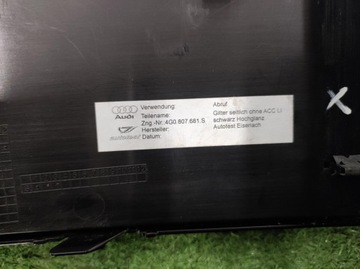 Audi
Verwendung: Abruf
Teilename: Gitter seitlich ohne ACC Li
Zng.-Nr. 4G0.807.681.S schwarz Hochglanz
Hersteller: Autotest Eisenach
Datum:
X